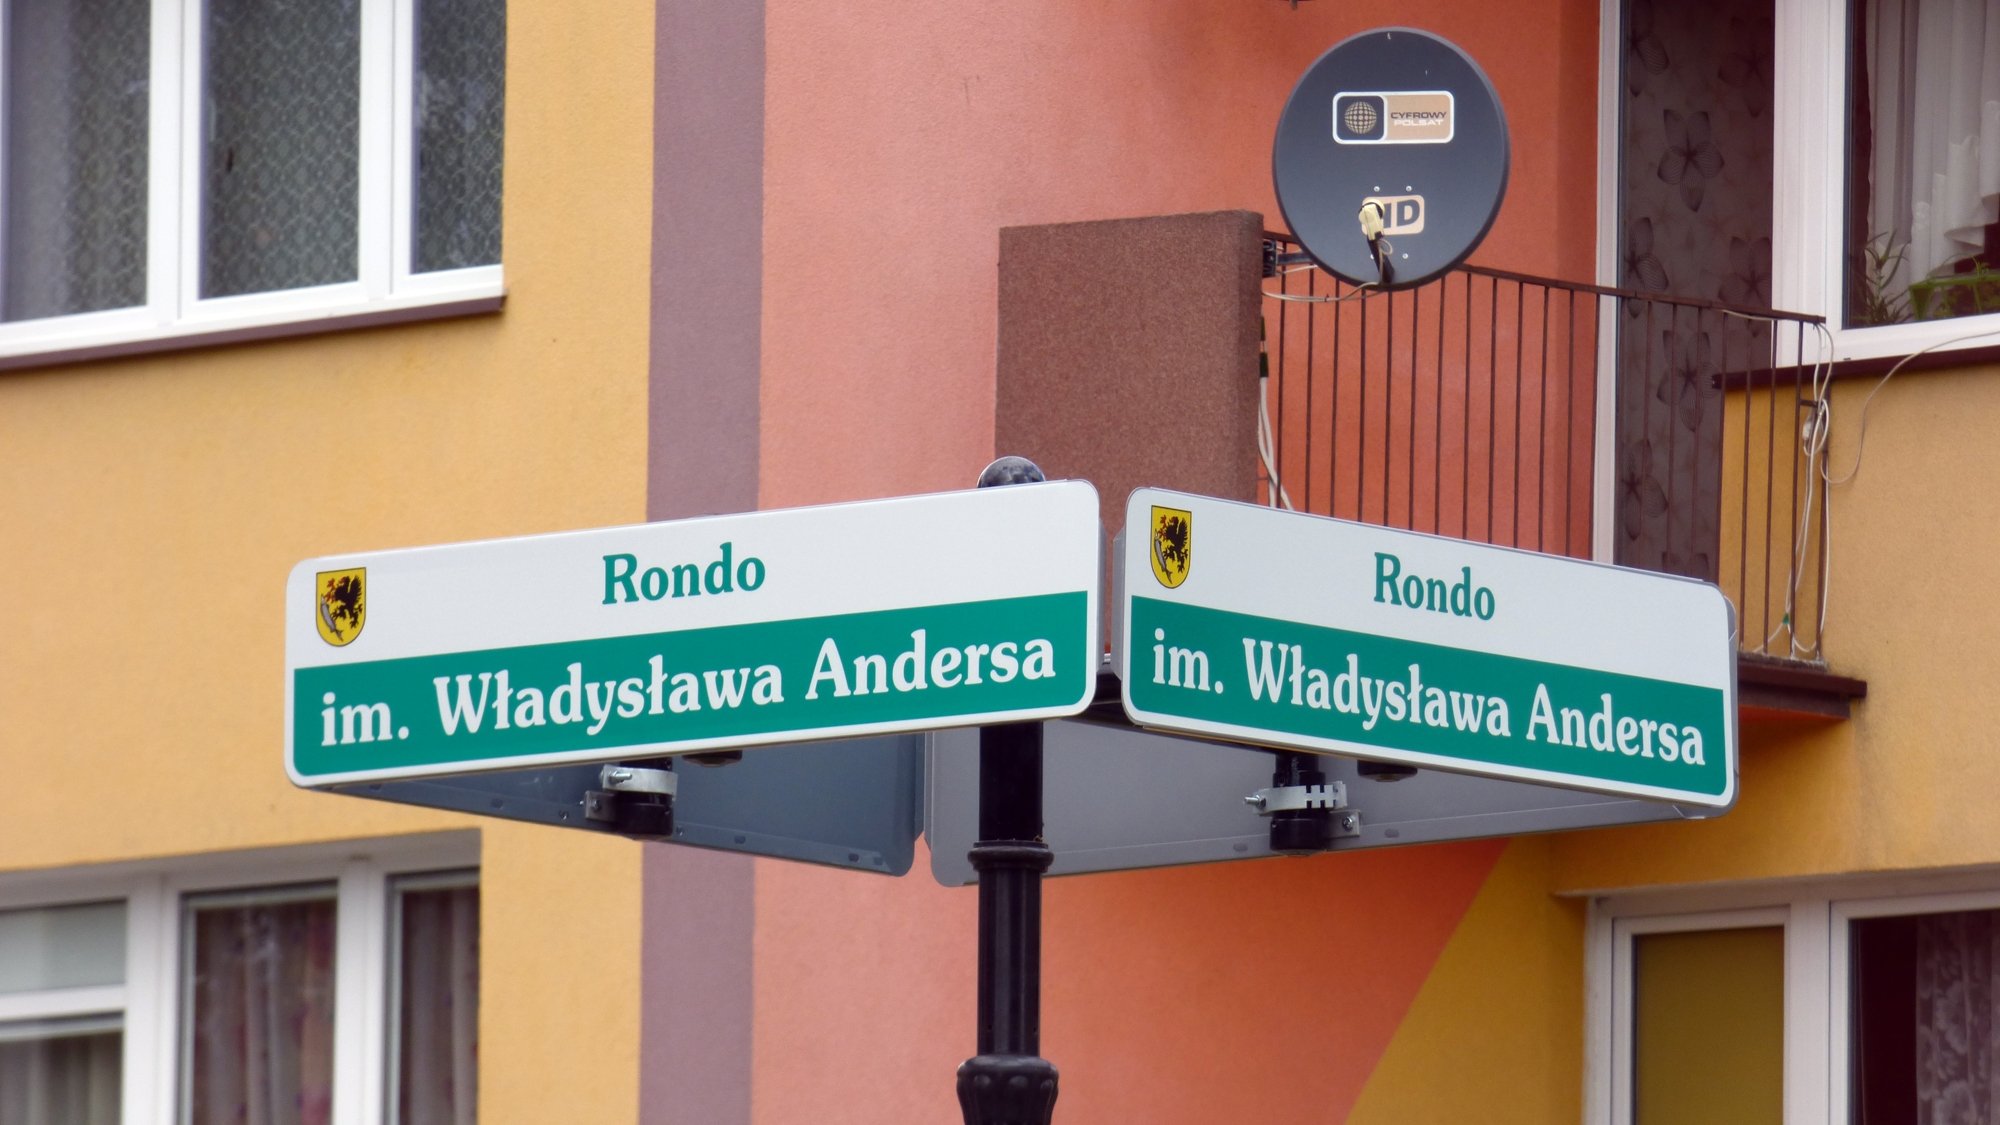 CYFROWY
POLSAT
HD
Rondo
im. Władysława Andersa
Rondo
im. Władysława Andersa